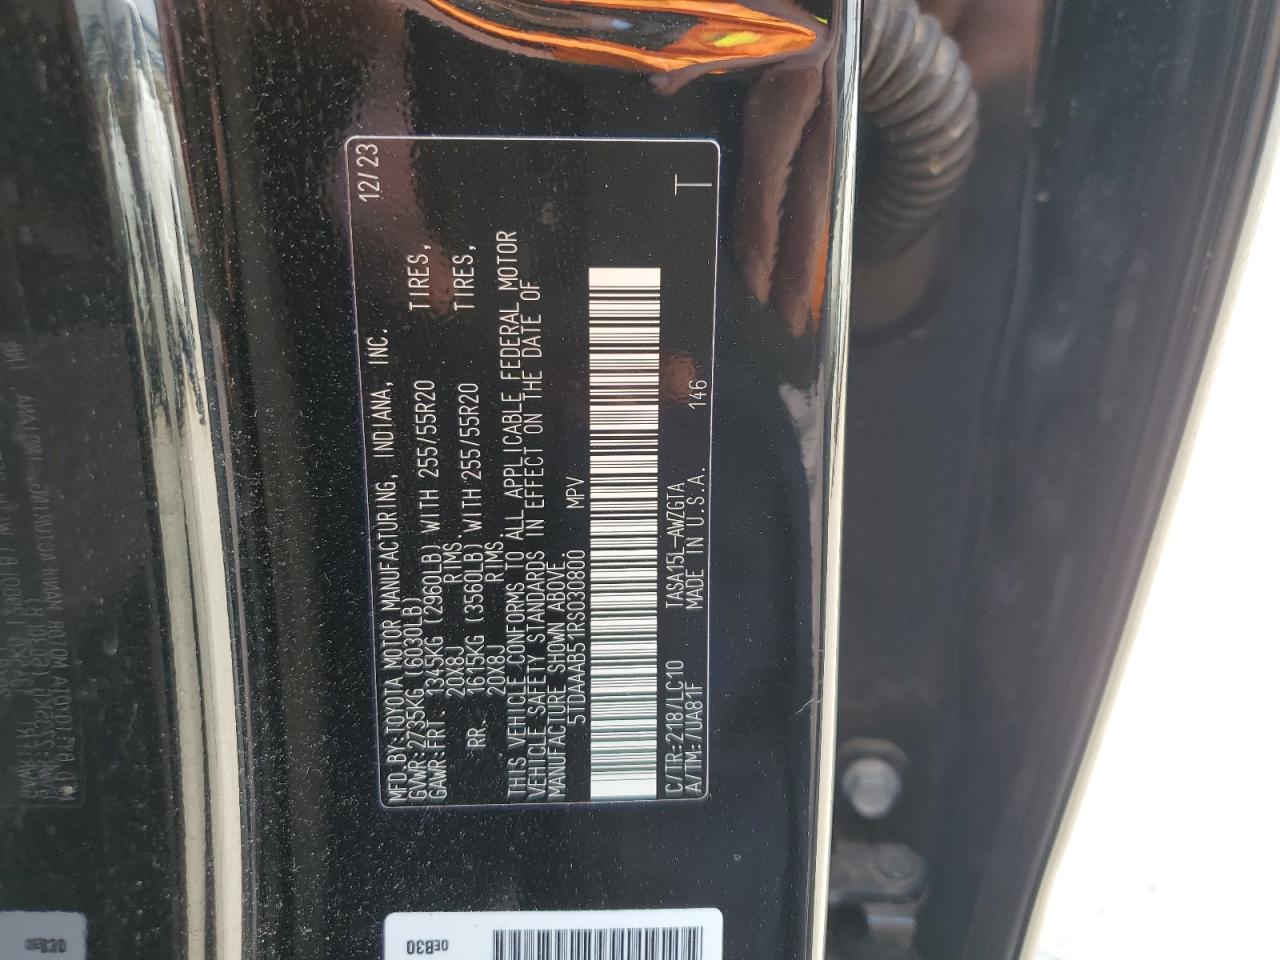 MFD.BY:TOYOTA MOTOR MANUFACTURING, INDIANA, INC. 12/23
GVWR:2735KG (6030LB)
GAWR:FRT. 1345KG (2960LB) WITH 255/55R20 TIRES,
20X8J RIMS.
RR. 1615KG (3560LB) WITH 255/55R20 TIRES,
20X8J RIMS.
THIS VEHICLE CONFORMS TO ALL APPLICABLE FEDERAL MOTOR
VEHICLE SAFETY STANDARDS IN EFFECT ON THE DATE OF
MANUFACTURE SHOWN ABOVE.
5TDAAAB51RS030800 MPV
C/TR:218/LC10 TASA15L-AWZGTA
A/TM:-/UA81F MADE IN U.S.A. 146 T
0EB30